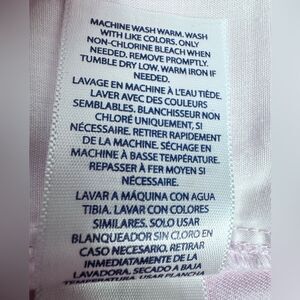 MACHINE WASH WARM. WASH
WITH LIKE COLORS. ONLY
NON-CHLORINE BLEACH WHEN
NEEDED. REMOVE PROMPTLY.
TUMBLE DRY LOW. WARM IRON IF
NEEDED.
LAVAGE EN MACHINE À L'EAU TIÈDE.
LAVER AVEC DES COULEURS
SEMBLABLES. BLANCHISSEUR NON
CHLORÉ UNIQUEMENT, SI
NÉCESSAIRE. RETIRER RAPIDEMENT
DE LA MACHINE. SÉCHAGE EN
MACHINE À BASSE TEMPÉRATURE.
REPASSER À FER MOYEN SI
NÉCESSAIRE.
LAVAR A MÁQUINA CON AGUA
TIBIA. LAVAR CON COLORES
SIMILARES. SOLO USAR
BLANQUEADOR SIN CLORO EN
CASO NECESARIO. RETIRAR
INMEDIATAMENTE DE LA
LAVADORA. SECADO A BAJA
TEMPERATURA. USAR PLANCHA